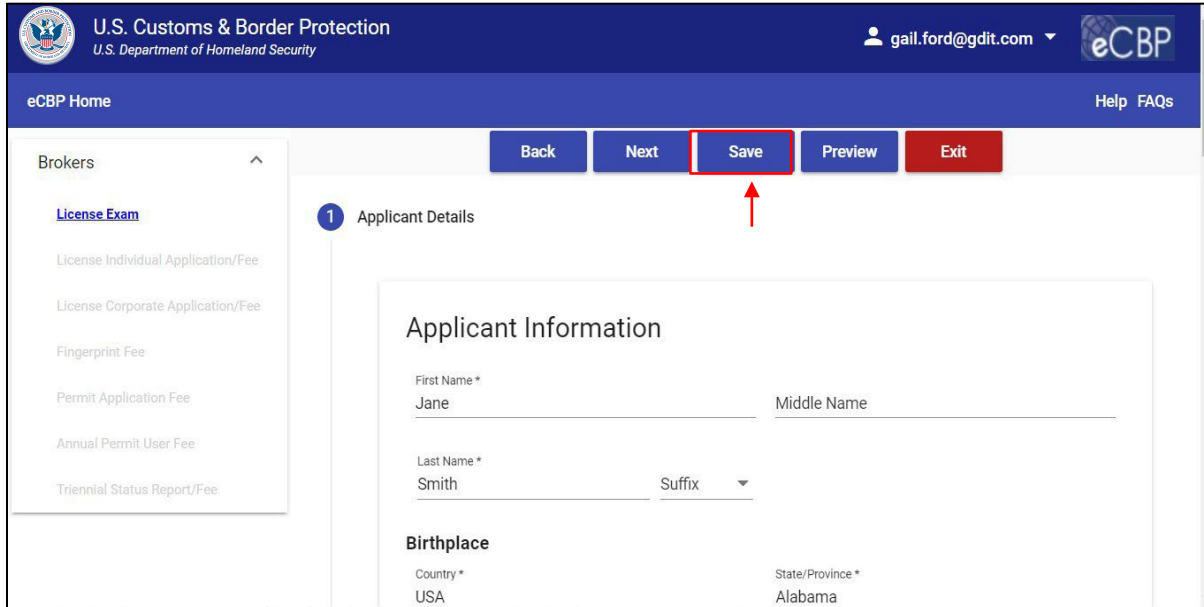 U.S. Customs & Border Protection
U.S. Department of Homeland Security
gail.ford@gdit.com
eCBP
eCBP Home
Help FAQs
Brokers
License Exam
License Individual Application/Fee
License Corporate Application/Fee
Fingerprint Fee
Permit Application Fee
Annual Permit User Fee
Triennial Status Report/Fee
Back Next Save Preview Exit
1 Applicant Details
Applicant Information
First Name *
Jane Middle Name
Last Name *
Smith Suffix
Birthplace
Country * State/Province *
USA Alabama